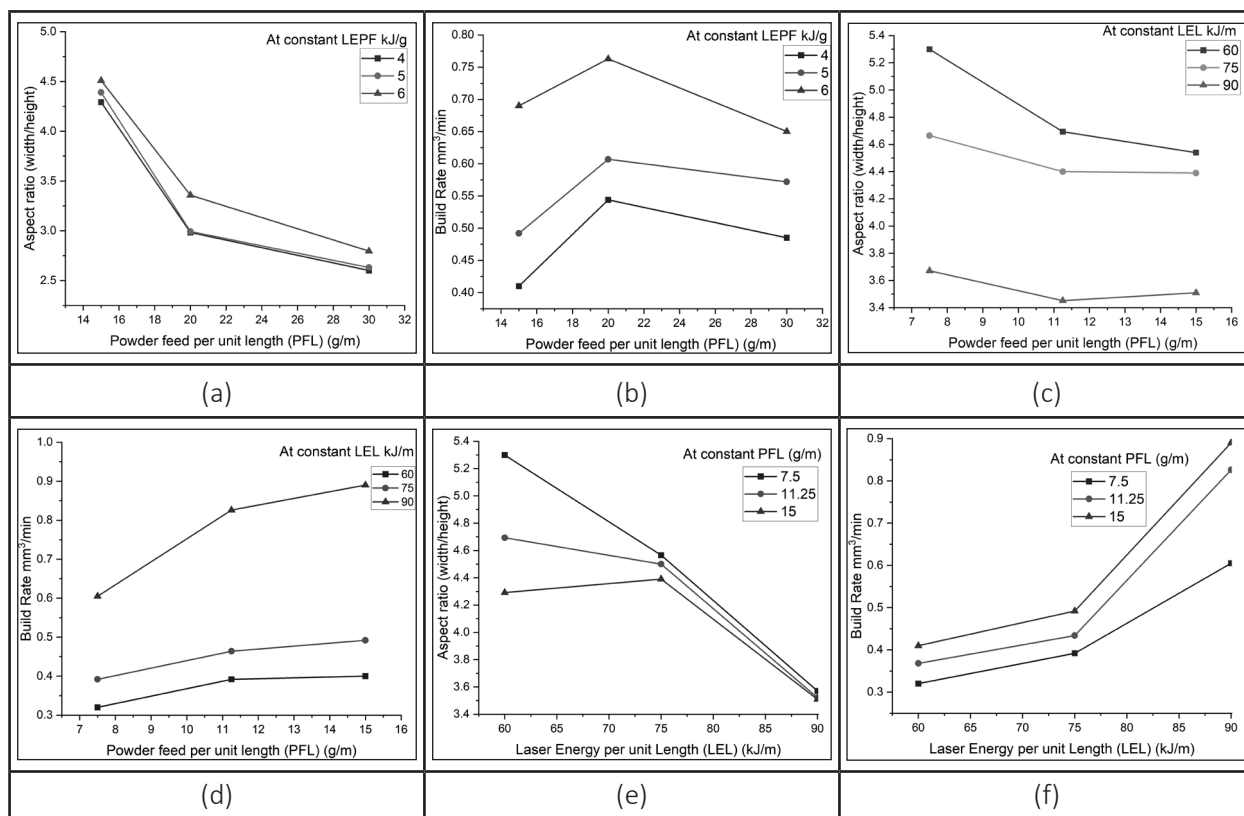 At constant LEPF kJ/g
4
5
6
5.0
4.5
4.0
3.5
3.0
2.5
Aspect ratio (width/height)
14 16 18 20 22 24 26 28 30 32
Powder feed per unit length (PFL) (g/m)
(a)
At constant LEPF kJ/g
4
5
6
0.80
0.75
0.70
0.65
0.60
0.55
0.50
0.45
0.40
Build Rate mm³/min
14 16 18 20 22 24 26 28 30 32
Powder feed per unit length (PFL) (g/m)
(b)
At constant LEL kJ/m
60
75
90
5.4
5.2
5.0
4.8
4.6
4.4
4.2
4.0
3.8
3.6
3.4
Aspect ratio (width/height)
7 8 9 10 11 12 13 14 15 16
Powder feed per unit length (PFL) (g/m)
(c)
At constant LEL kJ/m
60
75
90
1.0
0.9
0.8
0.7
0.6
0.5
0.4
0.3
Build Rate mm³/min
7 8 9 10 11 12 13 14 15 16
Powder feed per unit length (PFL) (g/m)
(d)
At constant PFL (g/m)
7.5
11.25
15
5.4
5.2
5.0
4.8
4.6
4.4
4.2
4.0
3.8
3.6
3.4
Aspect ratio (width/height)
60 65 70 75 80 85 90
Laser Energy per unit Length (LEL) (kJ/m)
(e)
At constant PFL (g/m)
7.5
11.25
15
0.9
0.8
0.7
0.6
0.5
0.4
0.3
Build Rate mm³/min
60 65 70 75 80 85 90
Laser Energy per unit Length (LEL) (kJ/m)
(f)